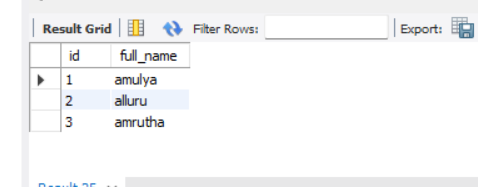 Result Grid Filter Rows: Export:
id full_name
1 amulya
2 alluru
3 amrutha